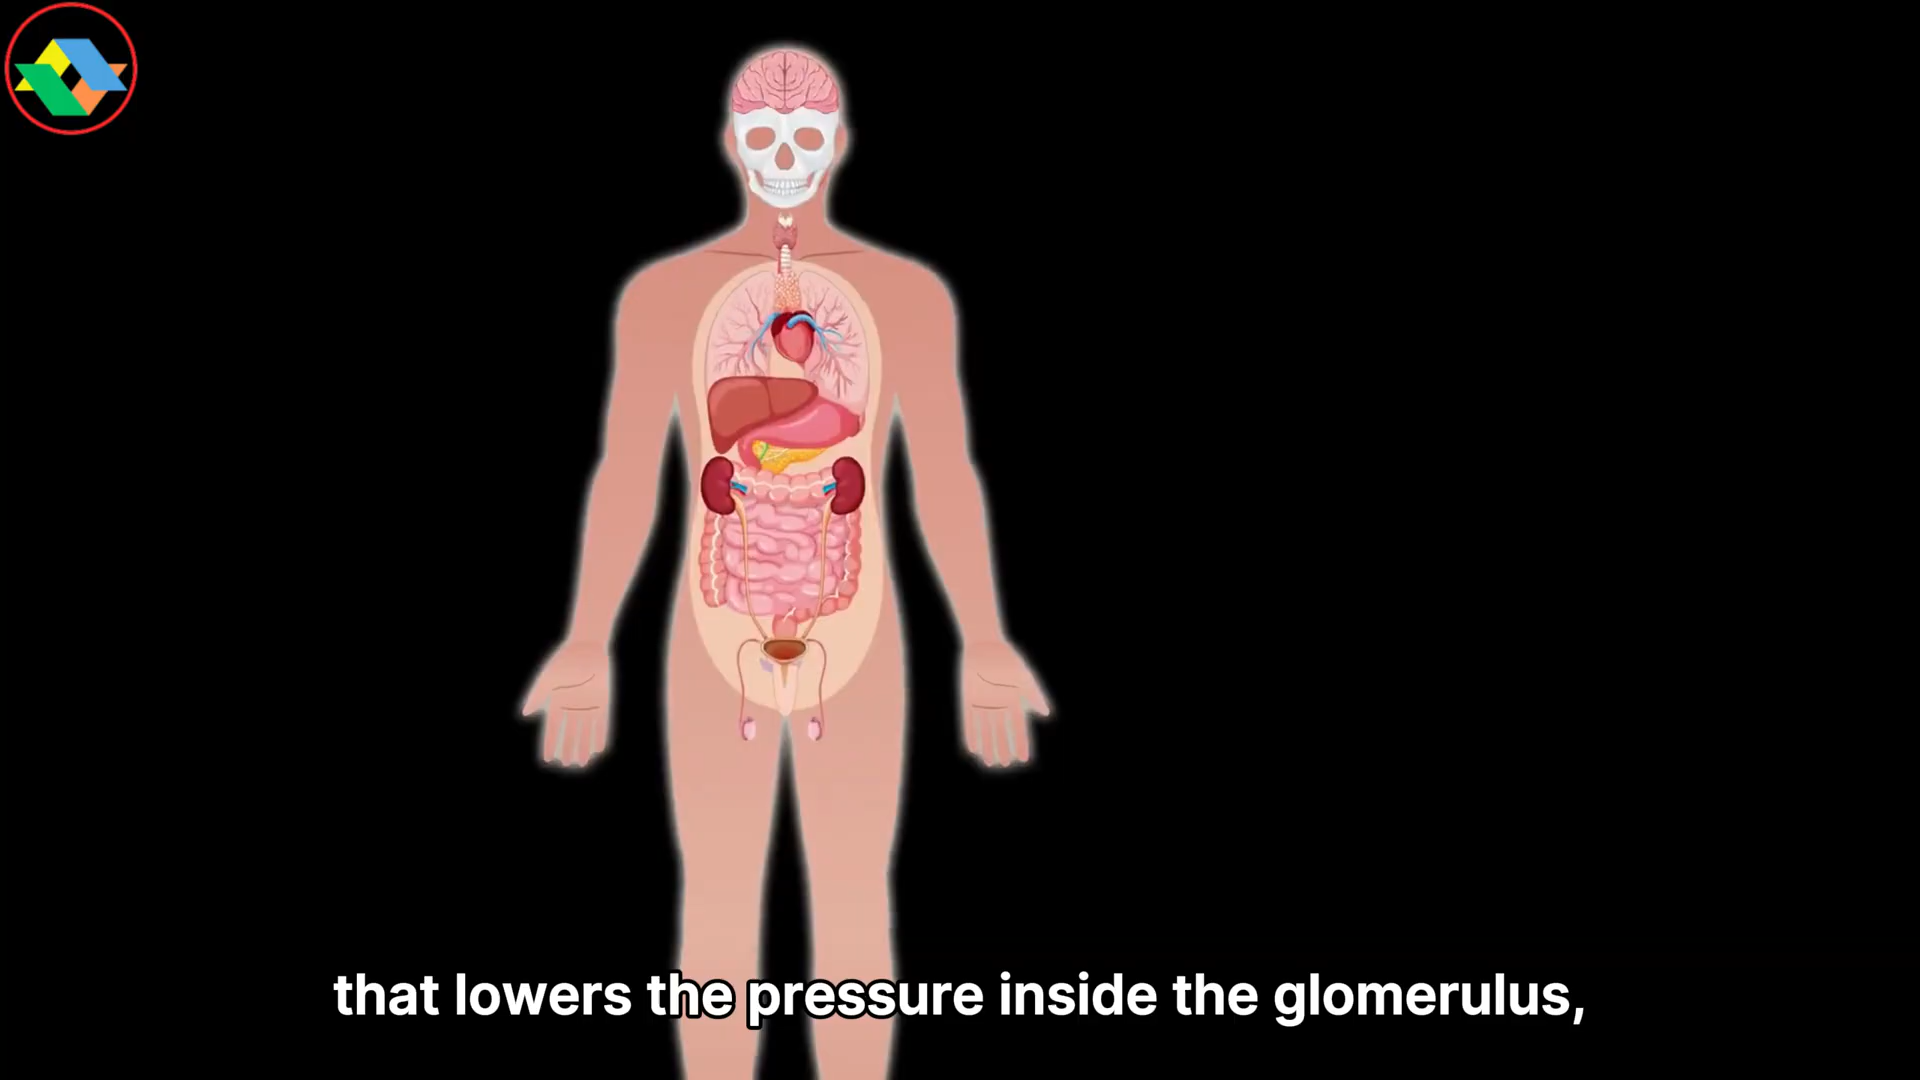 that lowers the pressure inside the glomerulus,